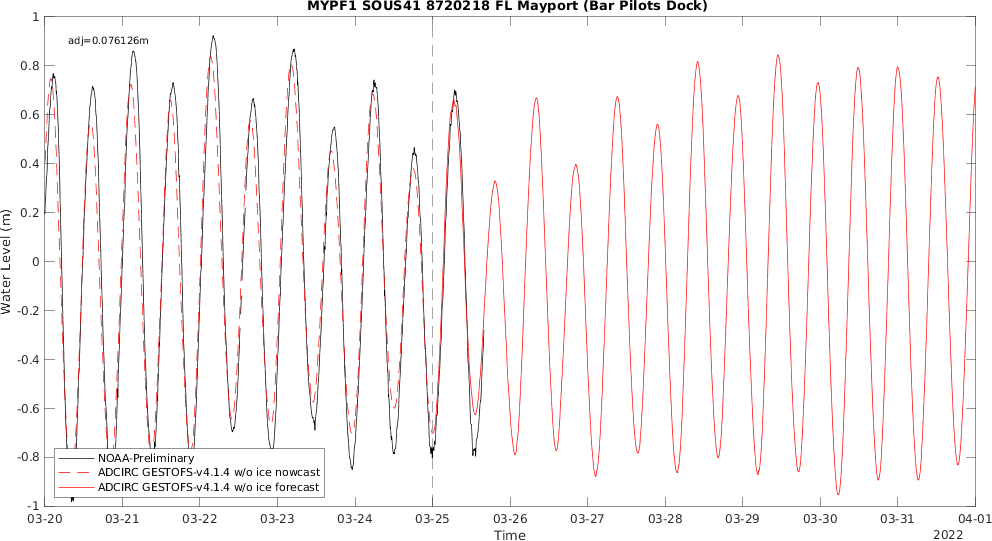 MYPF1 SOUS41 8720218 FL Mayport (Bar Pilots Dock)
adj=0.076126m
Water Level (m)
1
0.8
0.6
0.4
0.2
0
-0.2
-0.4
-0.6
-0.8
-1
NOAA-Preliminary
ADCIRC GESTOFS-v4.1.4 w/o ice nowcast
ADCIRC GESTOFS-v4.1.4 w/o ice forecast
03-20 03-21 03-22 03-23 03-24 03-25 03-26 03-27 03-28 03-29 03-30 03-31 04-01
Time
2022